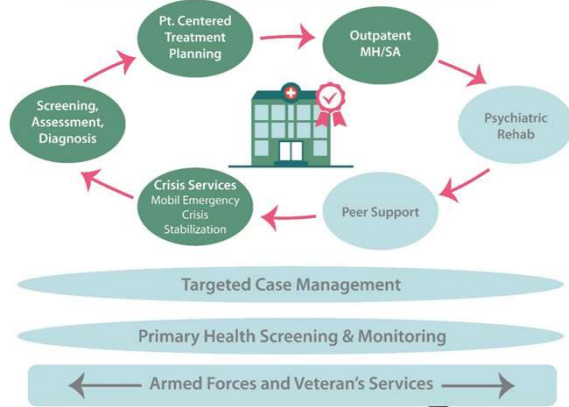 Pt. Centered
Treatment
Planning
Outpatient
MH/SA
Screening,
Assessment,
Diagnosis
Psychiatric
Rehab
Crisis Services
Mobil Emergency
Crisis
Stabilization
Peer Support
Targeted Case Management
Primary Health Screening & Monitoring
Armed Forces and Veteran's Services